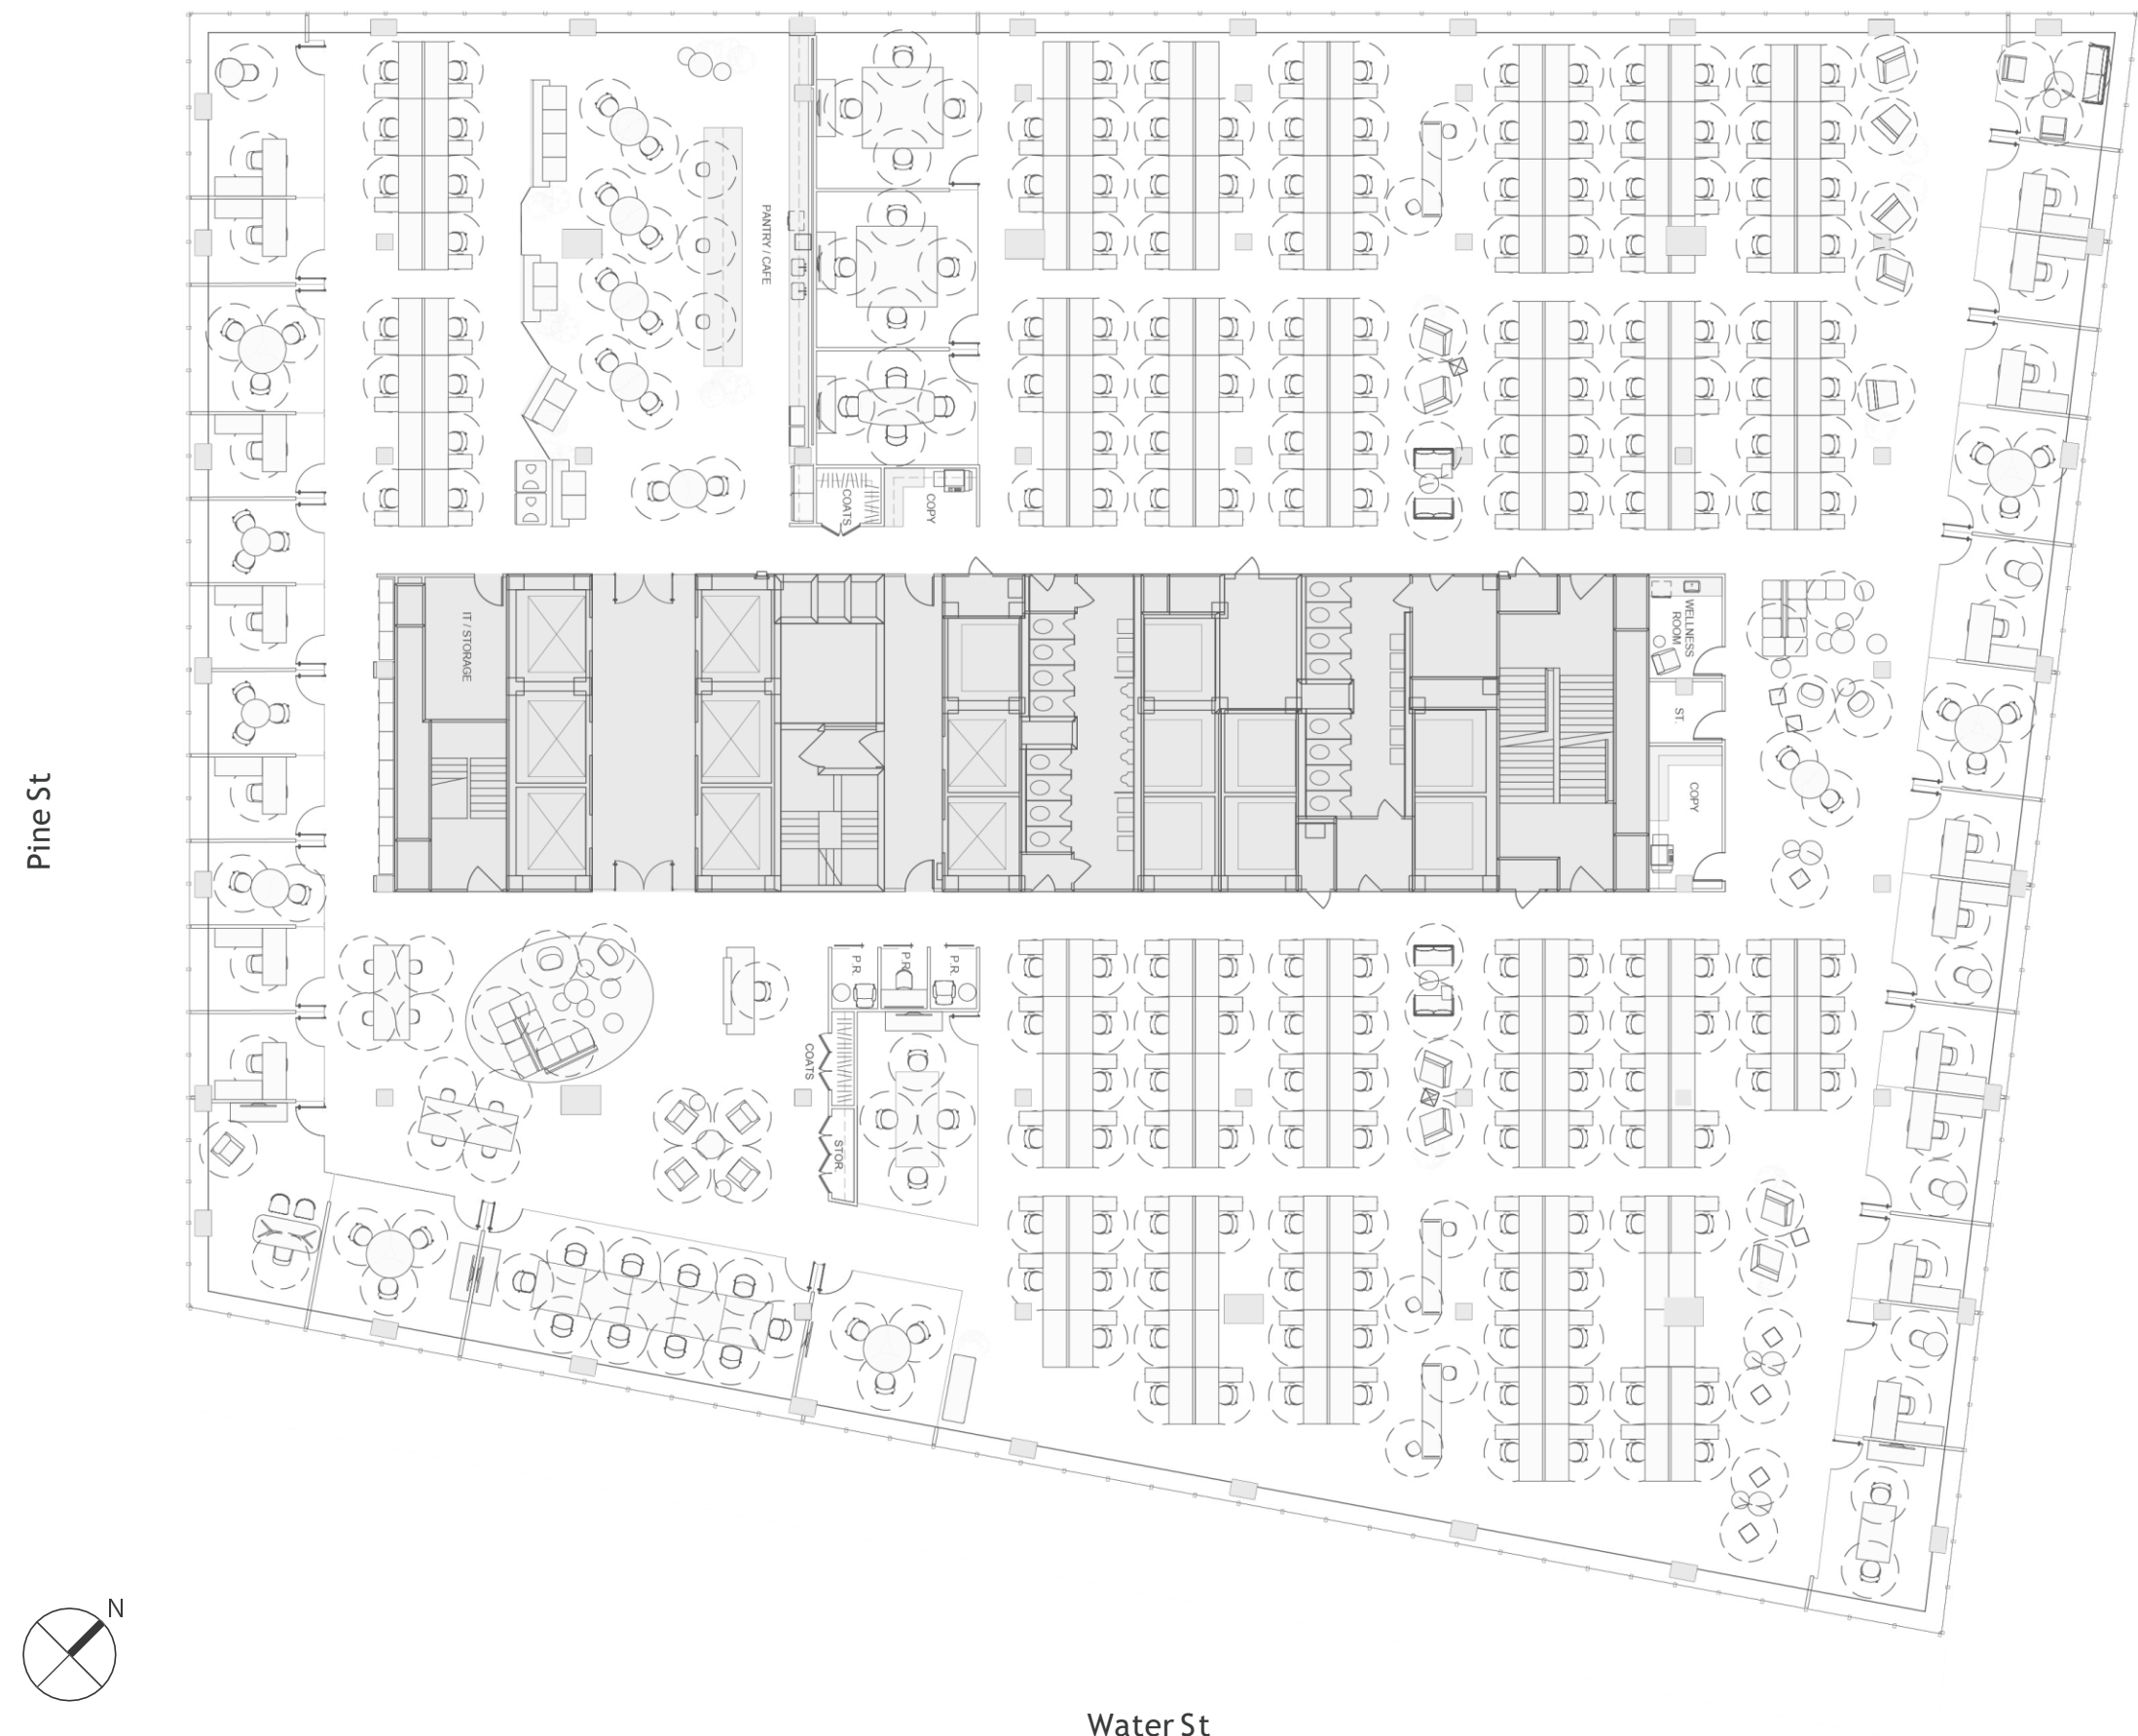 PANTRY / CAFE
COATS
COPY
IT / STORAGE
WELLNESS
ROOM
ST.
COPY
P.R.
P.R.
P.R.
COATS
STOR.
Pine St
N
Water St